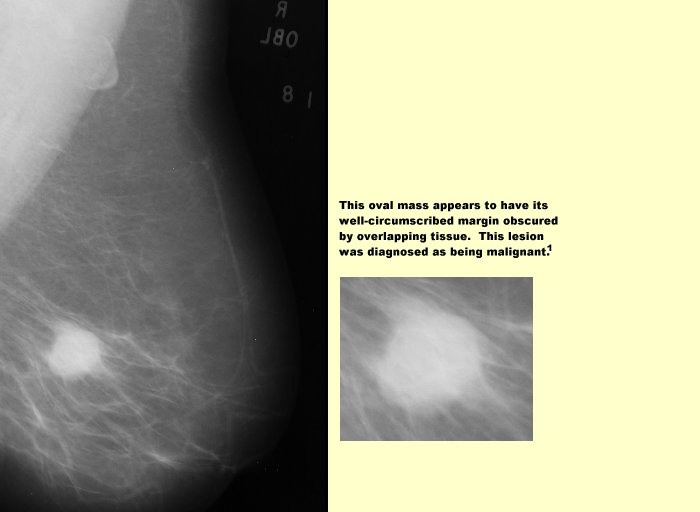 R
OBL
8 1
This oval mass appears to have its
well-circumscribed margin obscured
by overlapping tissue.  This lesion
was diagnosed as being malignant.1